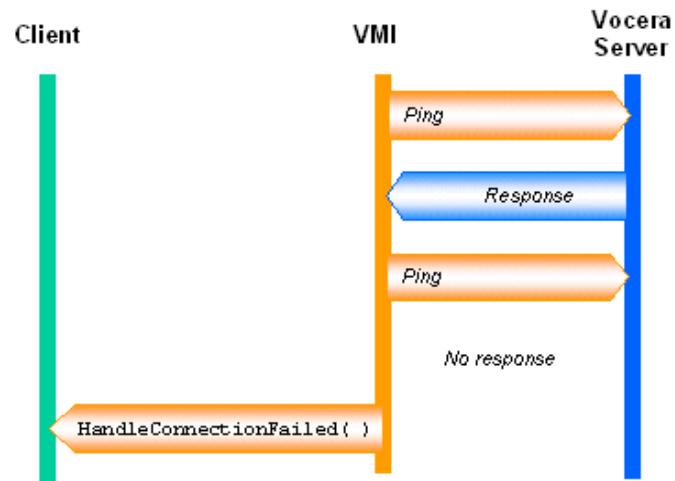 Client
VMI
Vocera
Server
Ping
Response
Ping
No response
HandleConnectionFailed( )